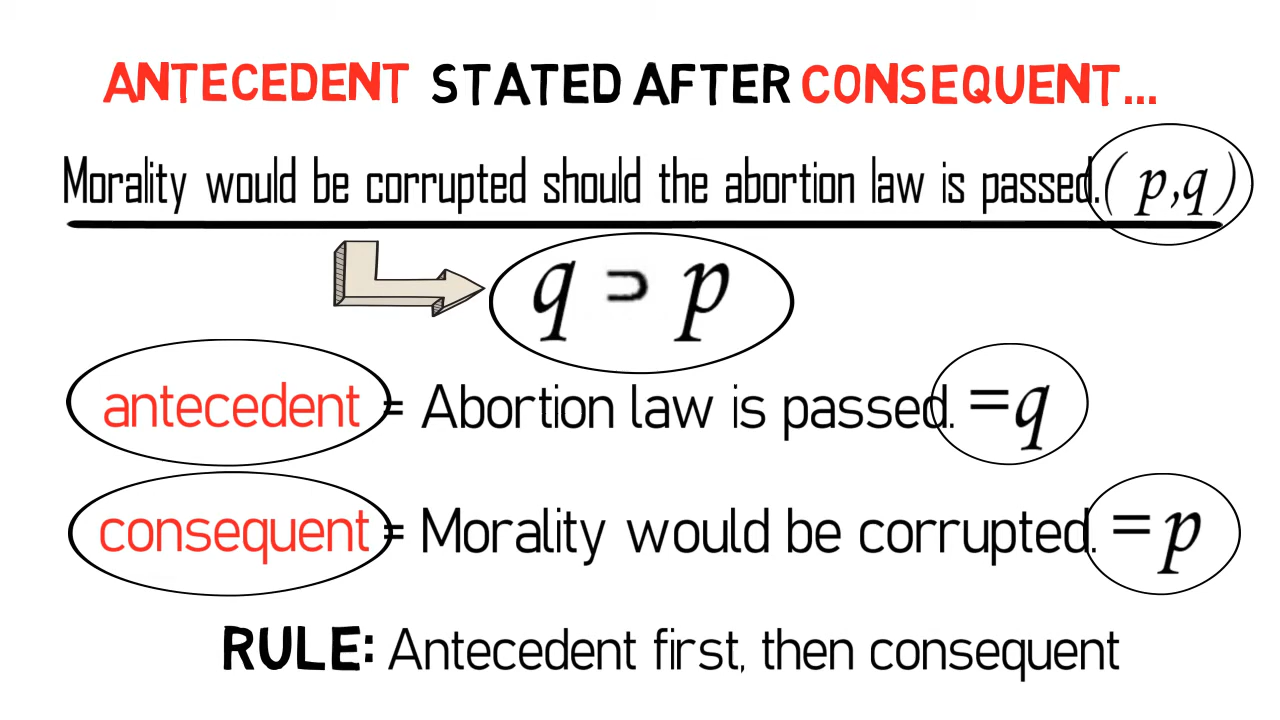 ANTECEDENT STATED AFTER CONSEQUENT...
Morality would be corrupted should the abortion law is passed. ( p,q )
q ⊃ p
antecedent = Abortion law is passed. =q
consequent = Morality would be corrupted. =p
RULE: Antecedent first, then consequent